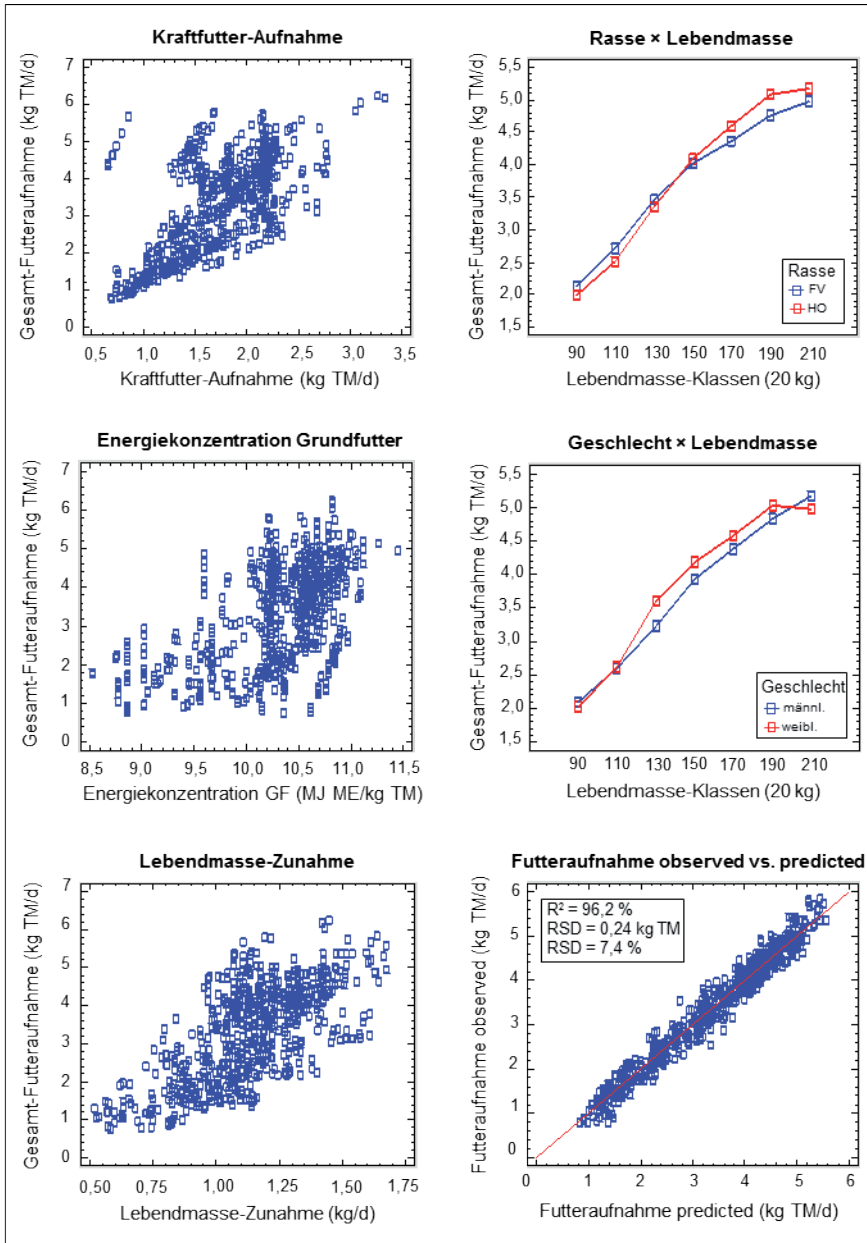 Kraftfutter-Aufnahme
Gesamt-Futteraufnahme (kg TM/d)
7
6
5
4
3
2
1
0
0,5 1,0 1,5 2,0 2,5 3,0 3,5
Kraftfutter-Aufnahme (kg TM/d)
Rasse × Lebendmasse
Gesamt-Futteraufnahme (kg TM/d)
5,5
5,0
4,5
4,0
3,5
3,0
2,5
2,0
1,5
Rasse
FV
HO
90 110 130 150 170 190 210
Lebendmasse-Klassen (20 kg)
Energiekonzentration Grundfutter
Gesamt-Futteraufnahme (kg TM/d)
7
6
5
4
3
2
1
0
8,5 9,0 9,5 10,0 10,5 11,0 11,5
Energiekonzentration GF (MJ ME/kg TM)
Geschlecht × Lebendmasse
Gesamt-Futteraufnahme (kg TM/d)
5,5
5,0
4,5
4,0
3,5
3,0
2,5
2,0
1,5
Geschlecht
männl.
weibl.
90 110 130 150 170 190 210
Lebendmasse-Klassen (20 kg)
Lebendmasse-Zunahme
Gesamt-Futteraufnahme (kg TM/d)
7
6
5
4
3
2
1
0
0,50 0,75 1,00 1,25 1,50 1,75
Lebendmasse-Zunahme (kg/d)
Futteraufnahme observed vs. predicted
Futteraufnahme observed (kg TM/d)
6
5
4
3
2
1
0
R² = 96,2 %
RSD = 0,24 kg TM
RSD = 7,4 %
0 1 2 3 4 5 6
Futteraufnahme predicted (kg TM/d)